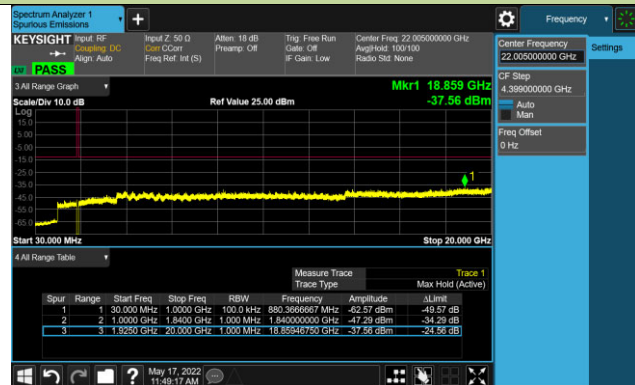 Spectrum Analyzer 1
Spurious Emissions
+
Frequency
KEYSIGHT
Input: RF
Coupling: DC
Align: Auto
Input Z: 50 Ω
Corr CCorr
Freq Ref: Int (S)
Atten: 18 dB
Preamp: Off
Trig: Free Run
Gate: Off
IF Gain: Low
Center Freq: 22.005000000 GHz
Avg|Hold: 100/100
Radio Std: None
PASS
Center Frequency
22.005000000 GHz
Settings
CF Step
4.399000000 GHz
Auto
Man
Freq Offset
0 Hz
3 All Range Graph
Mkr1 18.859 GHz
Scale/Div 10.0 dB
Ref Value 25.00 dBm
-37.56 dBm
Log
15.0
5.00
-5.00
-15.0
-25.0
-35.0
-45.0
-55.0
-65.0
1
Start 30.000 MHz
Stop 20.000 GHz
4 All Range Table
Measure Trace Trace 1
Trace Type Max Hold (Active)
Spur Range Start Freq Stop Freq RBW Frequency Amplitude ΔLimit
1 1 30.000 MHz 1.0000 GHz 100.0 kHz 880.3666667 MHz -62.57 dBm -49.57 dB
2 2 1.0000 GHz 1.8400 GHz 1.000 MHz 1.840000000 GHz -47.29 dBm -34.29 dB
3 3 1.9250 GHz 20.000 GHz 1.000 MHz 18.85946750 GHz -37.56 dBm -24.56 dB
?
May 17, 2022
11:49:17 AM